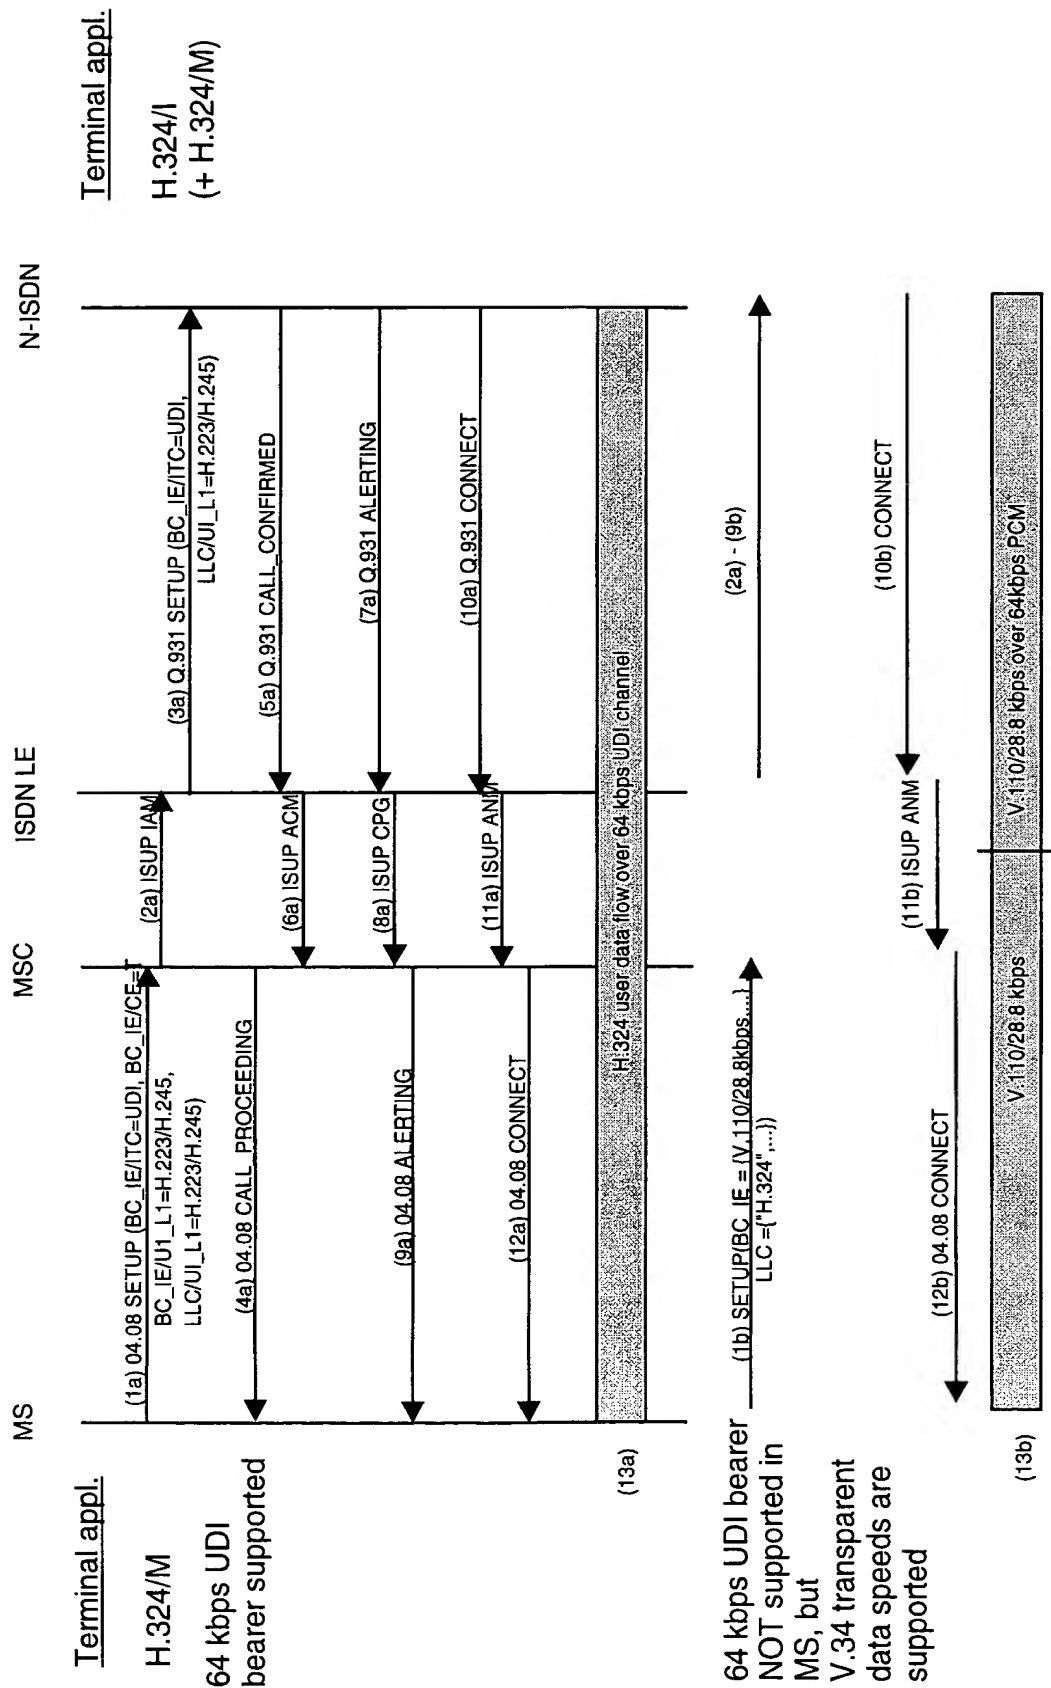 MS
MSC
ISDN LE
N-ISDN
Terminal appl.
H.324/M
64 kbps UDI
bearer supported
Terminal appl.
H.324/I
(+ H.324/M)
(1a) 04.08 SETUP (BC_IE/ITC=UDI, BC_IE/CE=T
BC_IE/U1_L1=H.223/H.245,
LLC/UI_L1=H.223/H.245)
(2a) ISUP IAM
(3a) Q.931 SETUP (BC_IE/ITC=UDI,
LLC/UI_L1=H.223/H.245)
(4a) 04.08 CALL_PROCEEDING
(5a) Q.931 CALL_CONFIRMED
(6a) ISUP ACM
(7a) Q.931 ALERTING
(8a) ISUP CPG
(9a) 04.08 ALERTING
(10a) Q.931 CONNECT
(11a) ISUP ANM
(12a) 04.08 CONNECT
(13a)
H.324 user data flow over 64 kbps UDI channel
64 kbps UDI bearer
NOT supported in
MS, but
V.34 transparent
data speeds are
supported
(1b) SETUP(BC_IE = {V.110/28.8kbps,...}
LLC ={"H.324",...})
(2a) - (9b)
(10b) CONNECT
(11b) ISUP ANM
(12b) 04.08 CONNECT
(13b)
V.110/28.8 kbps
V.110/28.8 kbps over 64kbps PCM